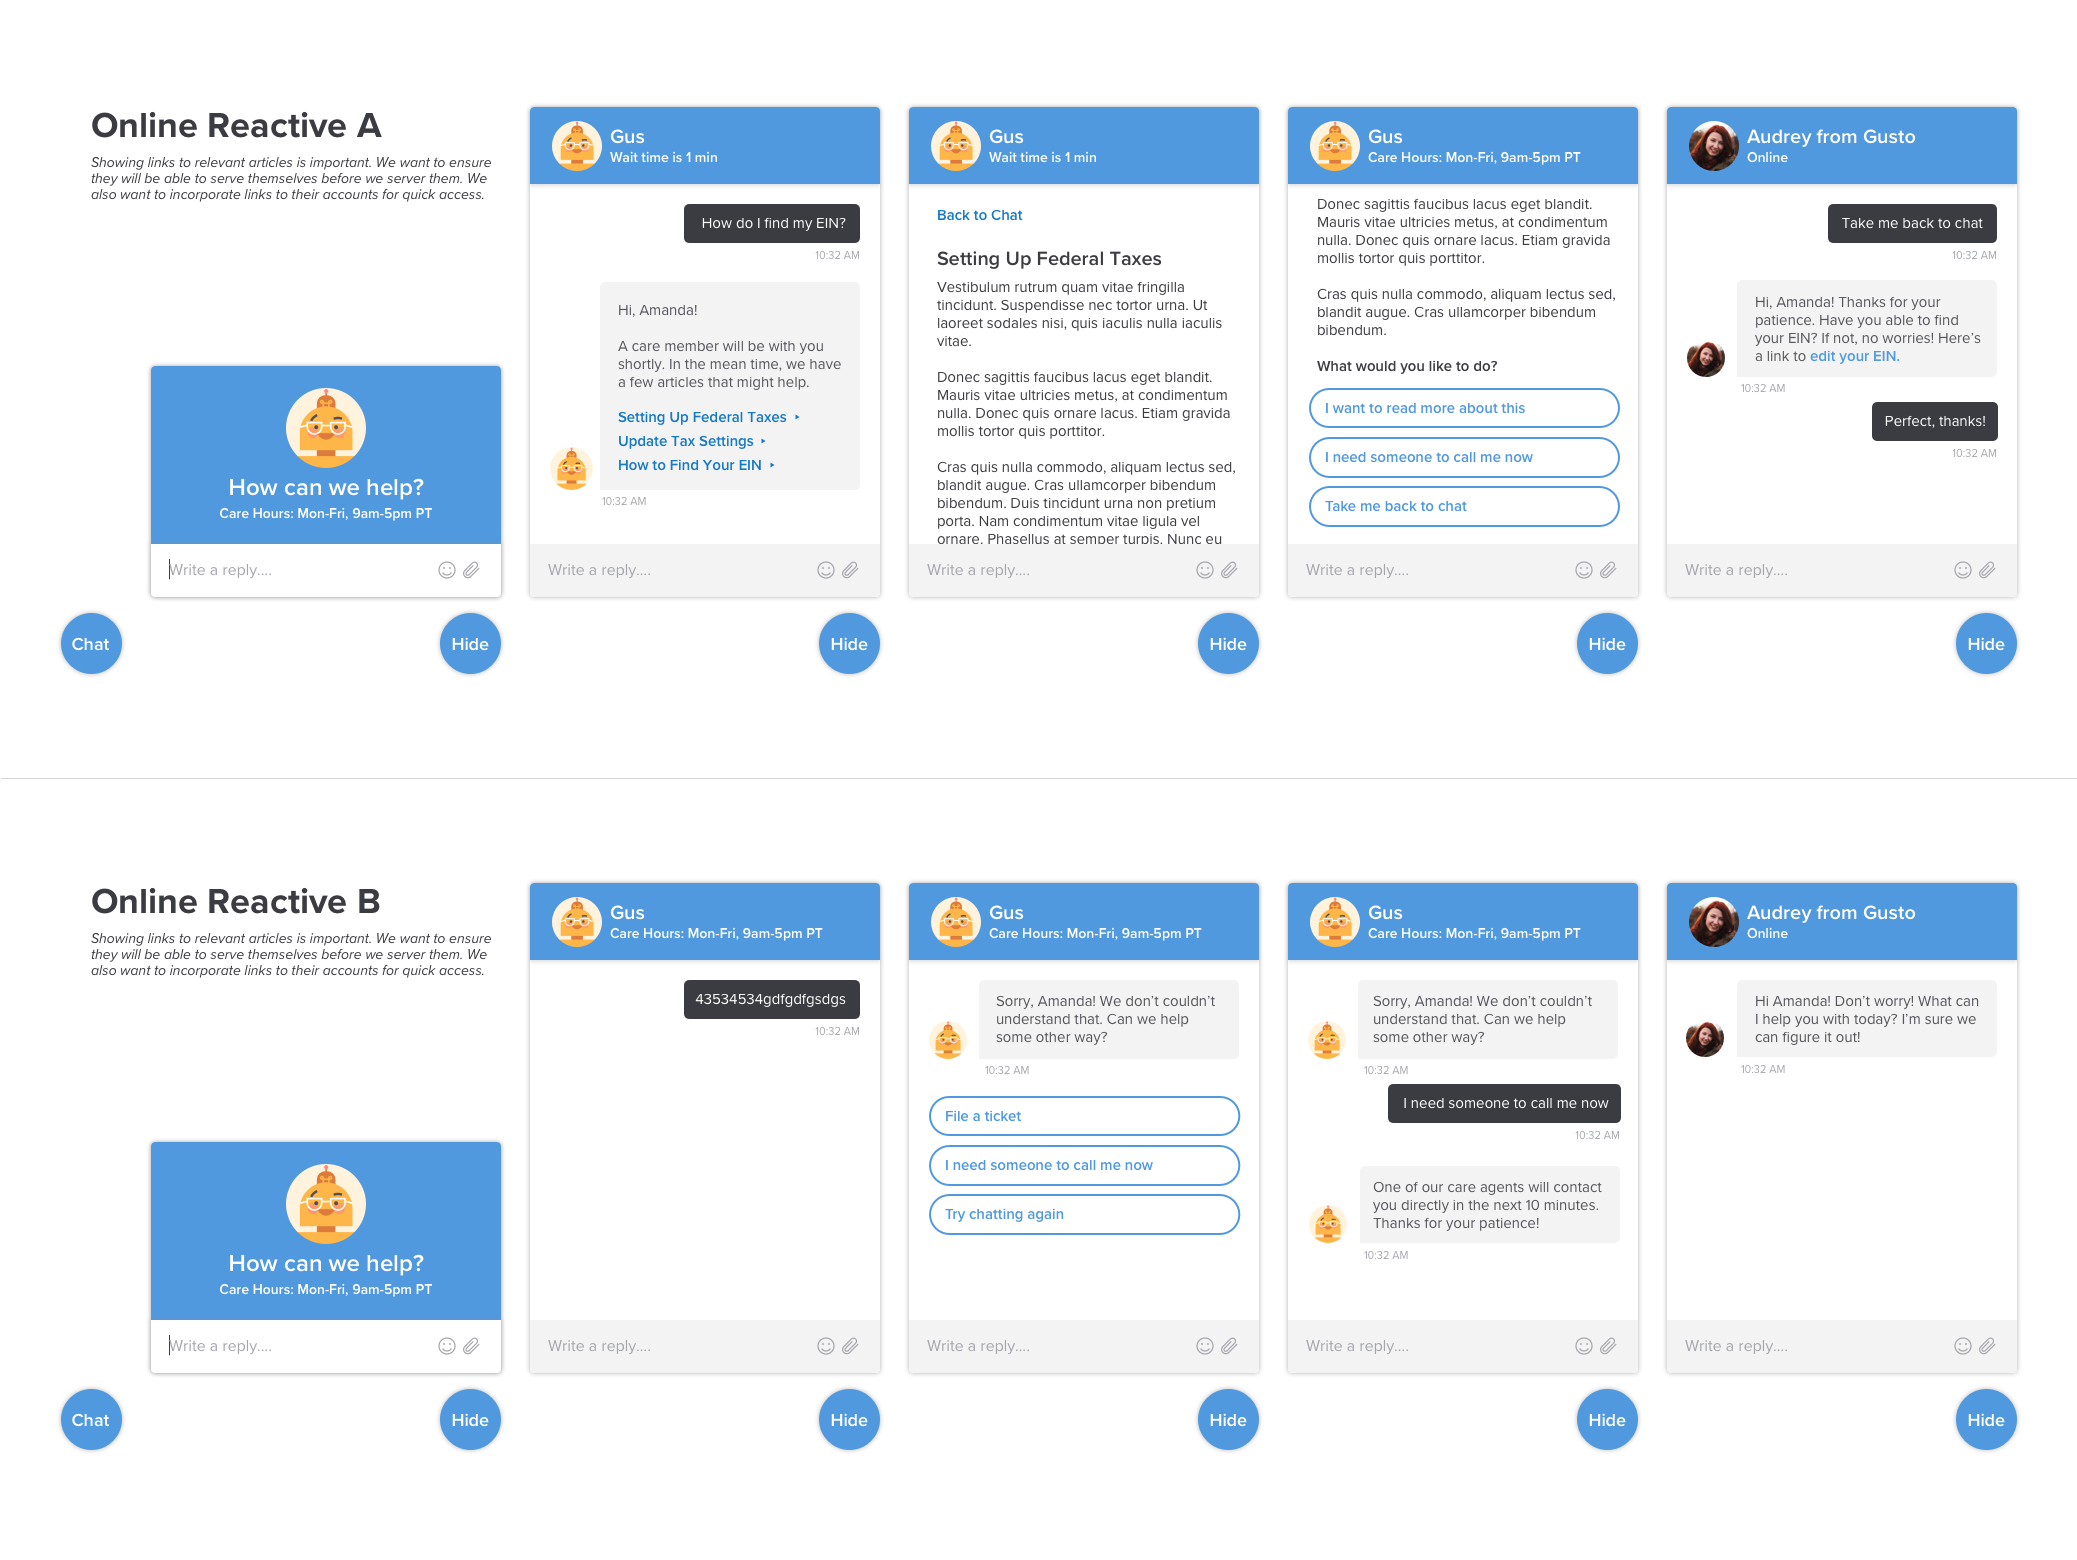 Online Reactive A
Showing links to relevant articles is important. We want to ensure
they will be able to serve themselves before we server them. We
also want to incorporate links to their accounts for quick access.
How can we help?
Care Hours: Mon-Fri, 9am-5pm PT
Write a reply....
Chat
Hide
Gus
Wait time is 1 min
How do I find my EIN?
10:32 AM
Hi, Amanda!
A care member will be with you
shortly. In the mean time, we have
a few articles that might help.
Setting Up Federal Taxes
Update Tax Settings
How to Find Your EIN
10:32 AM
Write a reply....
Hide
Gus
Wait time is 1 min
Back to Chat
Setting Up Federal Taxes
Vestibulum rutrum quam vitae fringilla
tincidunt. Suspendisse nec tortor urna. Ut
laoreet sodales nisi, quis iaculis nulla iaculis
vitae.
Donec sagittis faucibus lacus eget blandit.
Mauris vitae ultricies metus, at condimentum
nulla. Donec quis ornare lacus. Etiam gravida
mollis tortor quis porttitor.
Cras quis nulla commodo, aliquam lectus sed,
blandit augue. Cras ullamcorper bibendum
bibendum. Duis tincidunt urna non pretium
porta. Nam condimentum vitae ligula vel
ornare. Phasellus at semper turpis. Nunc eu
Write a reply....
Hide
Gus
Care Hours: Mon-Fri, 9am-5pm PT
Donec sagittis faucibus lacus eget blandit.
Mauris vitae ultricies metus, at condimentum
nulla. Donec quis ornare lacus. Etiam gravida
mollis tortor quis porttitor.
Cras quis nulla commodo, aliquam lectus sed,
blandit augue. Cras ullamcorper bibendum
bibendum.
What would you like to do?
I want to read more about this
I need someone to call me now
Take me back to chat
Write a reply....
Hide
Audrey from Gusto
Online
Take me back to chat
10:32 AM
Hi, Amanda! Thanks for your
patience. Have you able to find
your EIN? If not, no worries! Here's
a link to edit your EIN.
10:32 AM
Perfect, thanks!
10:32 AM
Write a reply....
Hide
Online Reactive B
Showing links to relevant articles is important. We want to ensure
they will be able to serve themselves before we server them. We
also want to incorporate links to their accounts for quick access.
How can we help?
Care Hours: Mon-Fri, 9am-5pm PT
Write a reply....
Chat
Hide
Gus
Care Hours: Mon-Fri, 9am-5pm PT
43534534gdfgdfgsdgs
10:32 AM
Write a reply....
Hide
Gus
Care Hours: Mon-Fri, 9am-5pm PT
Sorry, Amanda! We don't couldn't
understand that. Can we help
some other way?
10:32 AM
File a ticket
I need someone to call me now
Try chatting again
Write a reply....
Hide
Gus
Care Hours: Mon-Fri, 9am-5pm PT
Sorry, Amanda! We don't couldn't
understand that. Can we help
some other way?
10:32 AM
I need someone to call me now
10:32 AM
One of our care agents will contact
you directly in the next 10 minutes.
Thanks for your patience!
10:32 AM
Write a reply....
Hide
Audrey from Gusto
Online
Hi Amanda! Don't worry! What can
I help you with today? I'm sure we
can figure it out!
10:32 AM
Write a reply....
Hide